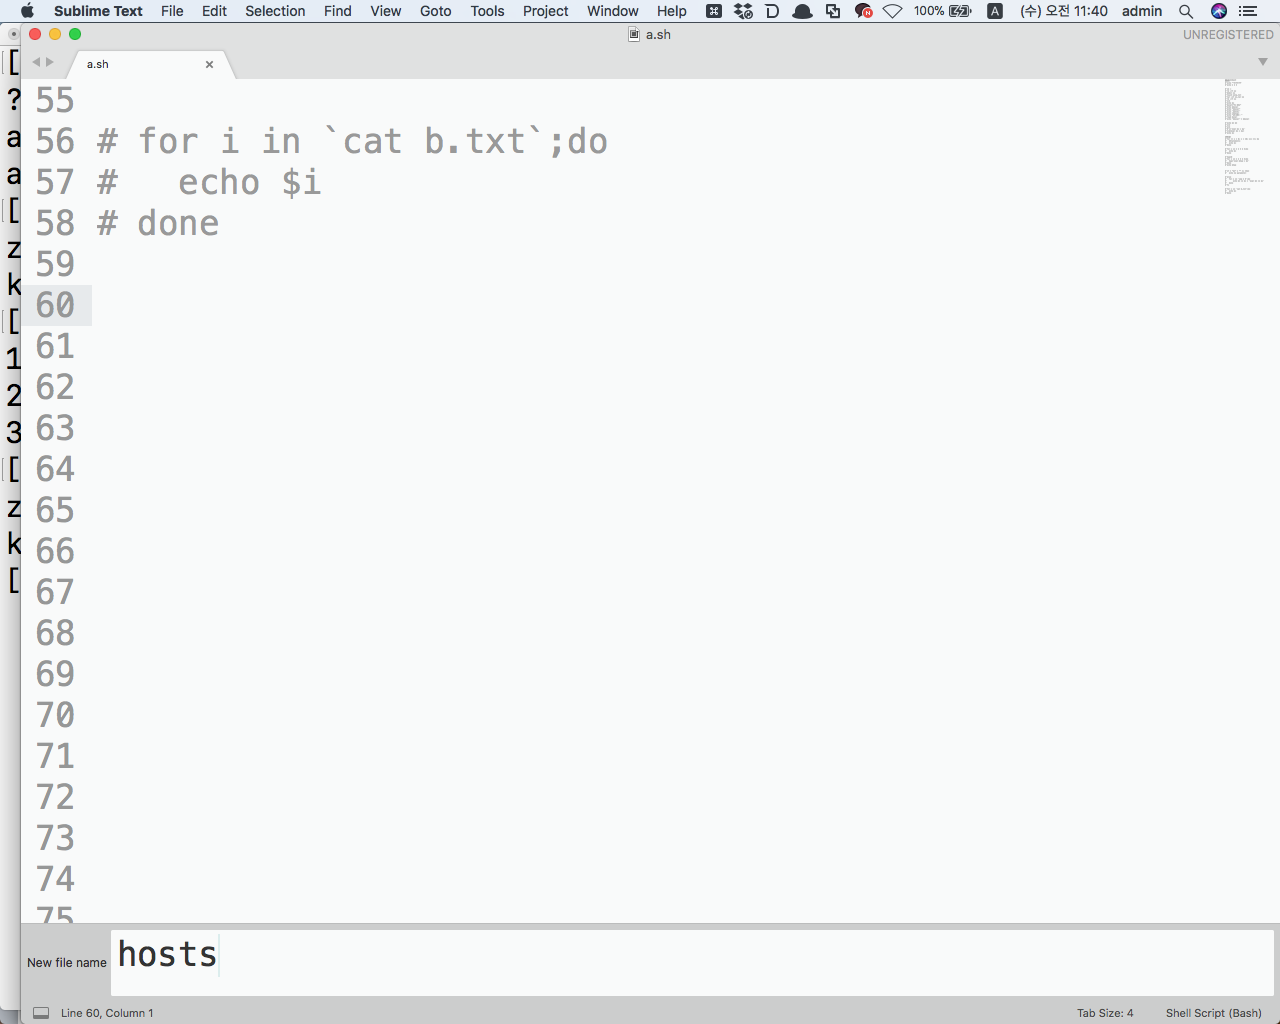 Sublime Text File Edit Selection Find View Goto Tools Project Window Help 100% A (수) 오전 11:40 admin
a.sh
UNREGISTERED
a.sh
[
?
a
a
[
z
k
[
1
2
3
[
z
k
[
55
56 # for i in `cat b.txt`;do
57 #   echo $i
58 # done
59
60
61
62
63
64
65
66
67
68
69
70
71
72
73
74
75
New file name hosts
Line 60, Column 1 Tab Size: 4 Shell Script (Bash)